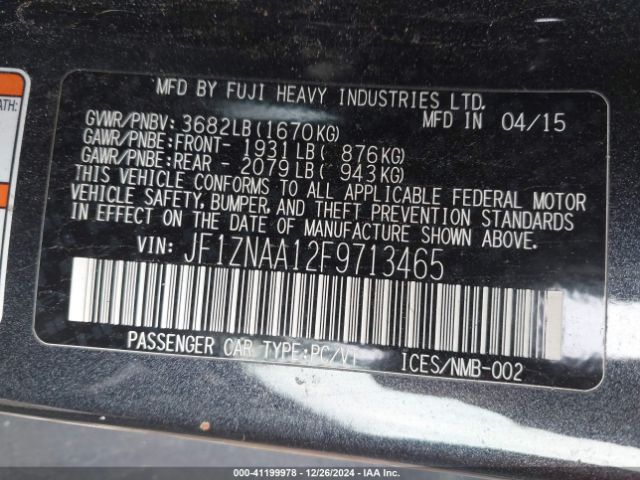 ATH:
MFD BY FUJI HEAVY INDUSTRIES LTD.
GVWR/PNBV: 3682LB(1670KG) MFD IN 04/15
GAWR/PNBE:FRONT- 1931LB( 876KG)
GAWR/PNBE:REAR - 2079LB( 943KG)
THIS VEHICLE CONFORMS TO ALL APPLICABLE FEDERAL MOTOR
VEHICLE SAFETY, BUMPER, AND THEFT PREVENTION STANDARDS
IN EFFECT ON THE DATE OF MANUFACTURE SHOWN ABOVE.
VIN: JF1ZNAA12F9713465
PASSENGER CAR TYPE:PC/VT ICES/NMB-002
000-41199978 - 12/26/2024 - IAA Inc.